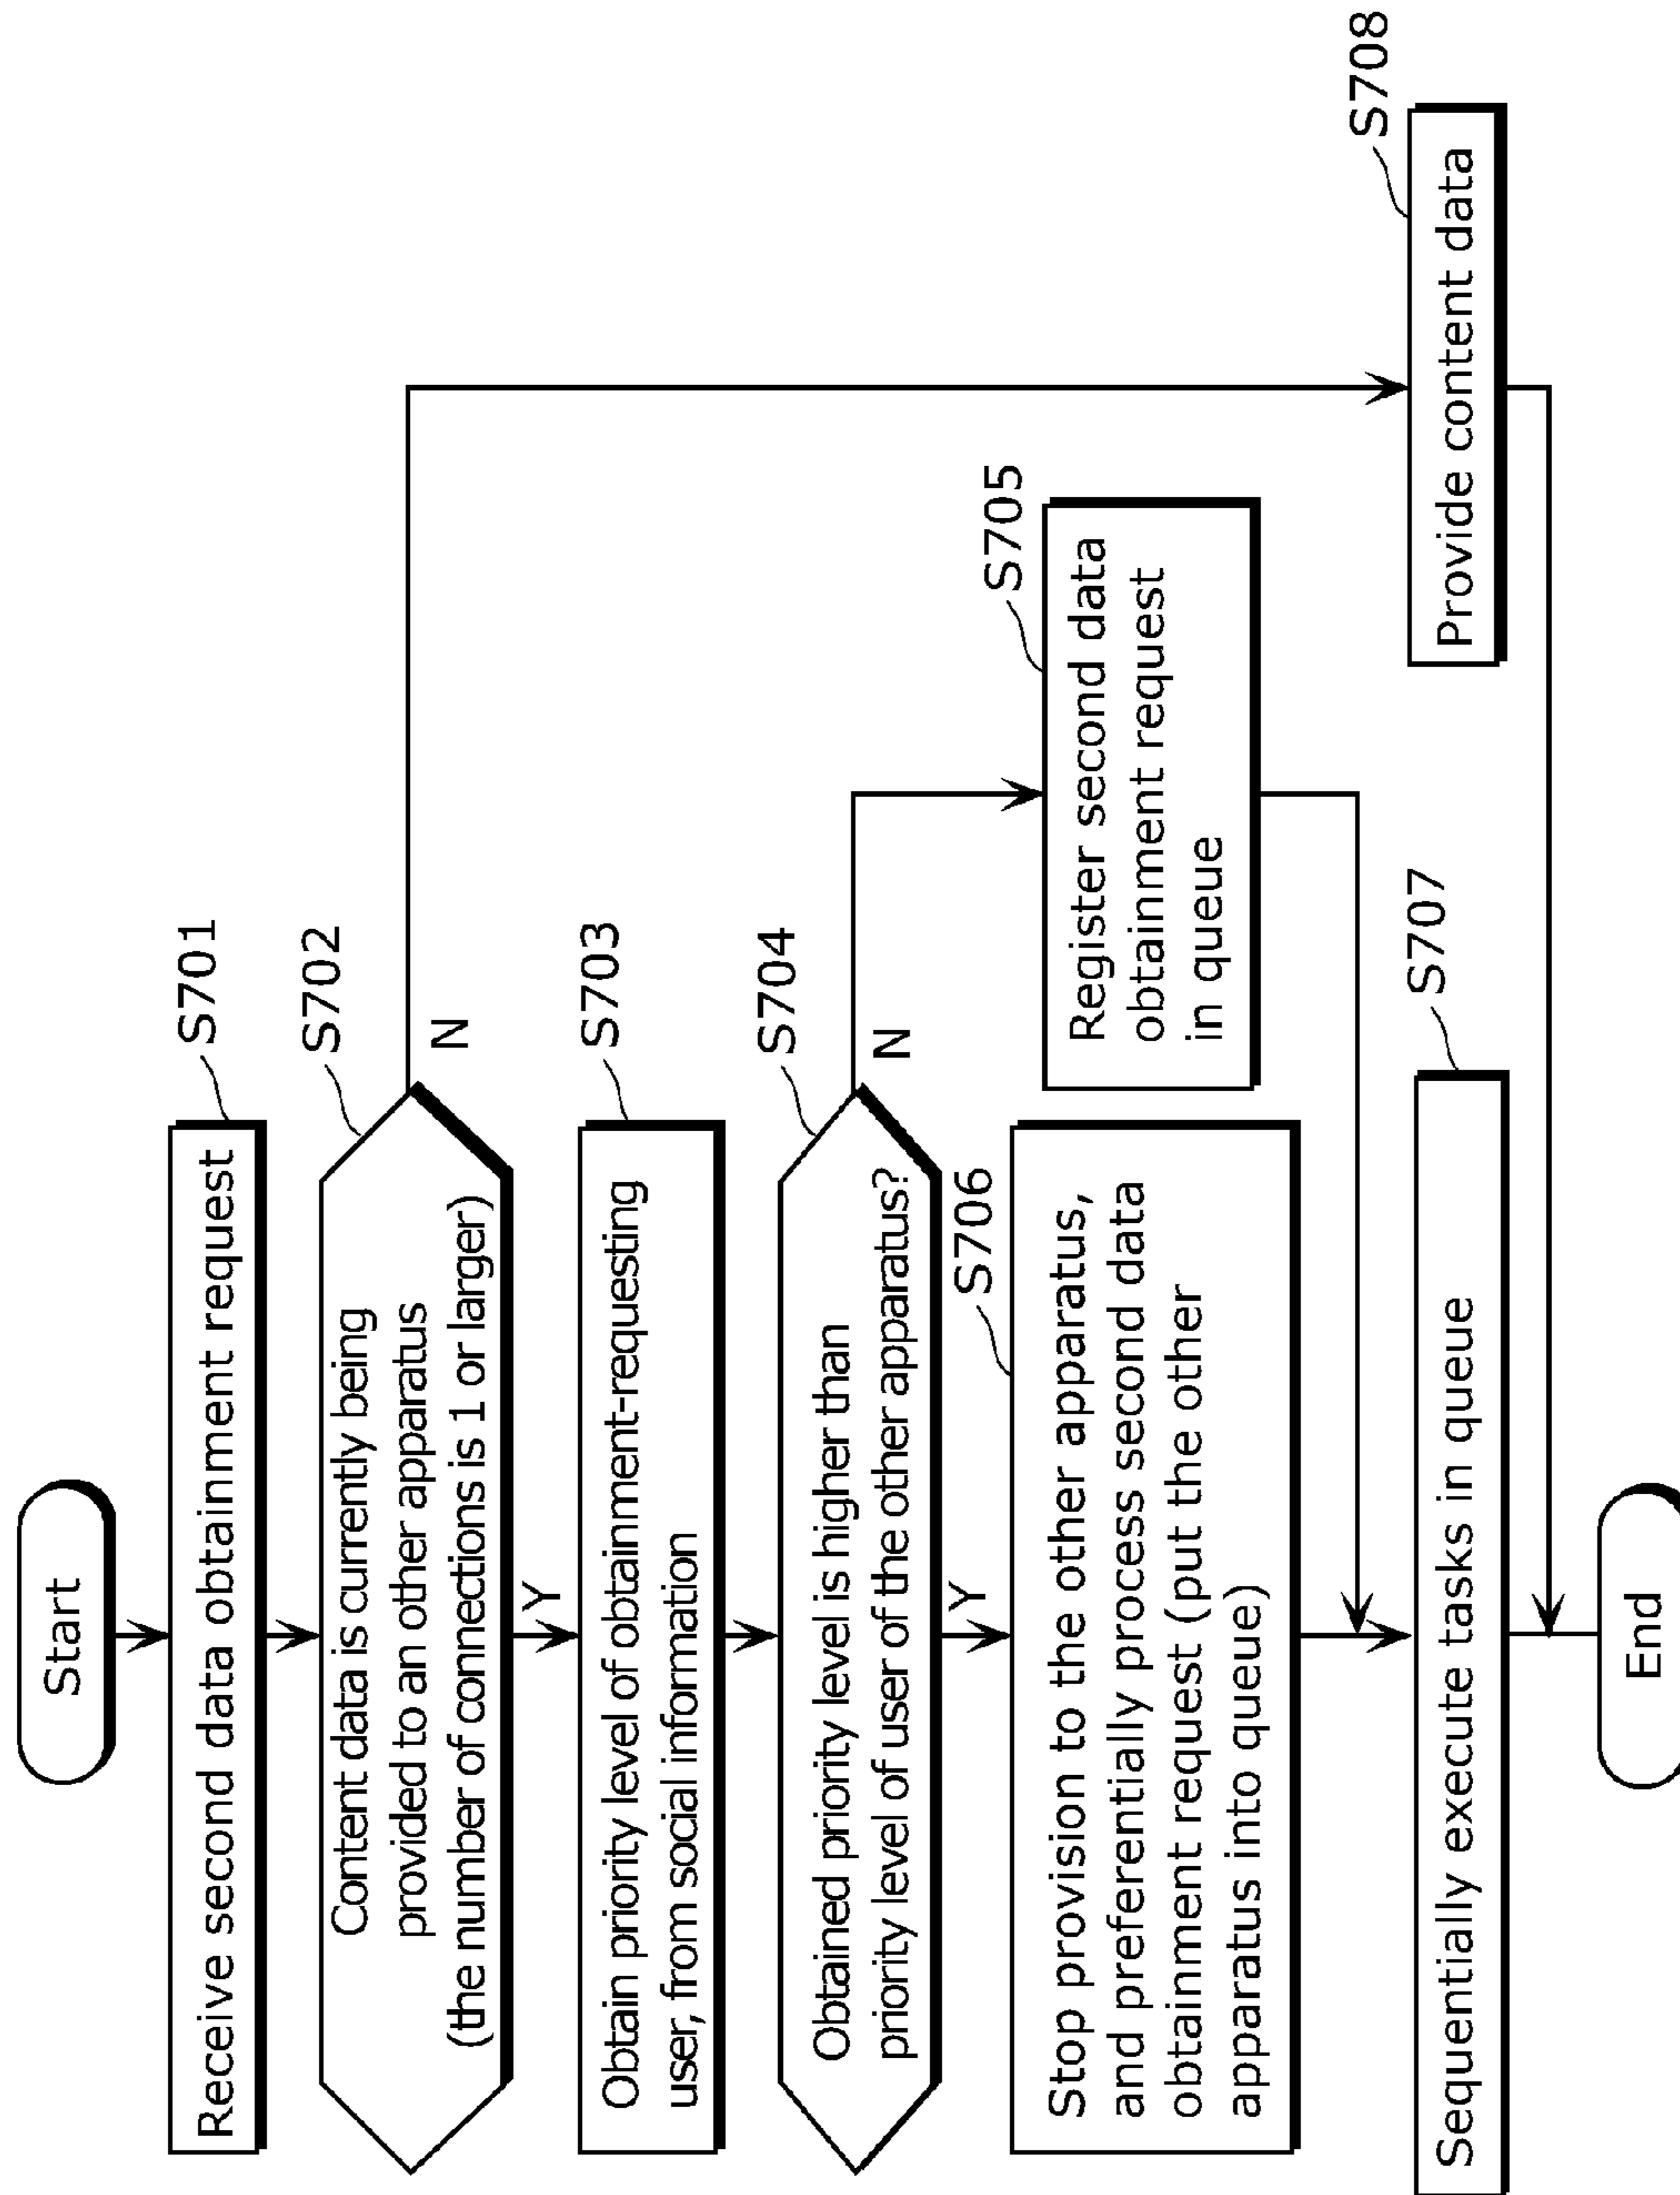 Start
S701
Receive second data obtainment request
S702
Content data is currently being
provided to an other apparatus
(the number of connections is 1 or larger)
N
Y
S703
Obtain priority level of obtainment-requesting
user, from social information
S704
Obtained priority level is higher than
priority level of user of the other apparatus?
N
Y
S705
Register second data
obtainment request
in queue
S706
Stop provision to the other apparatus,
and preferentially process second data
obtainment request (put the other
apparatus into queue)
S707
Sequentially execute tasks in queue
S708
Provide content data
End